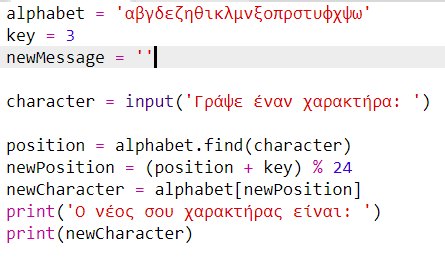 alphabet = 'αβγδεζηθικλμνξοπρστυφχψω'
key = 3
newMessage = ''
character = input('Γράψε έναν χαρακτήρα: ')
position = alphabet.find(character)
newPosition = (position + key) % 24
newCharacter = alphabet[newPosition]
print('Ο νέος σου χαρακτήρας είναι: ')
print(newCharacter)